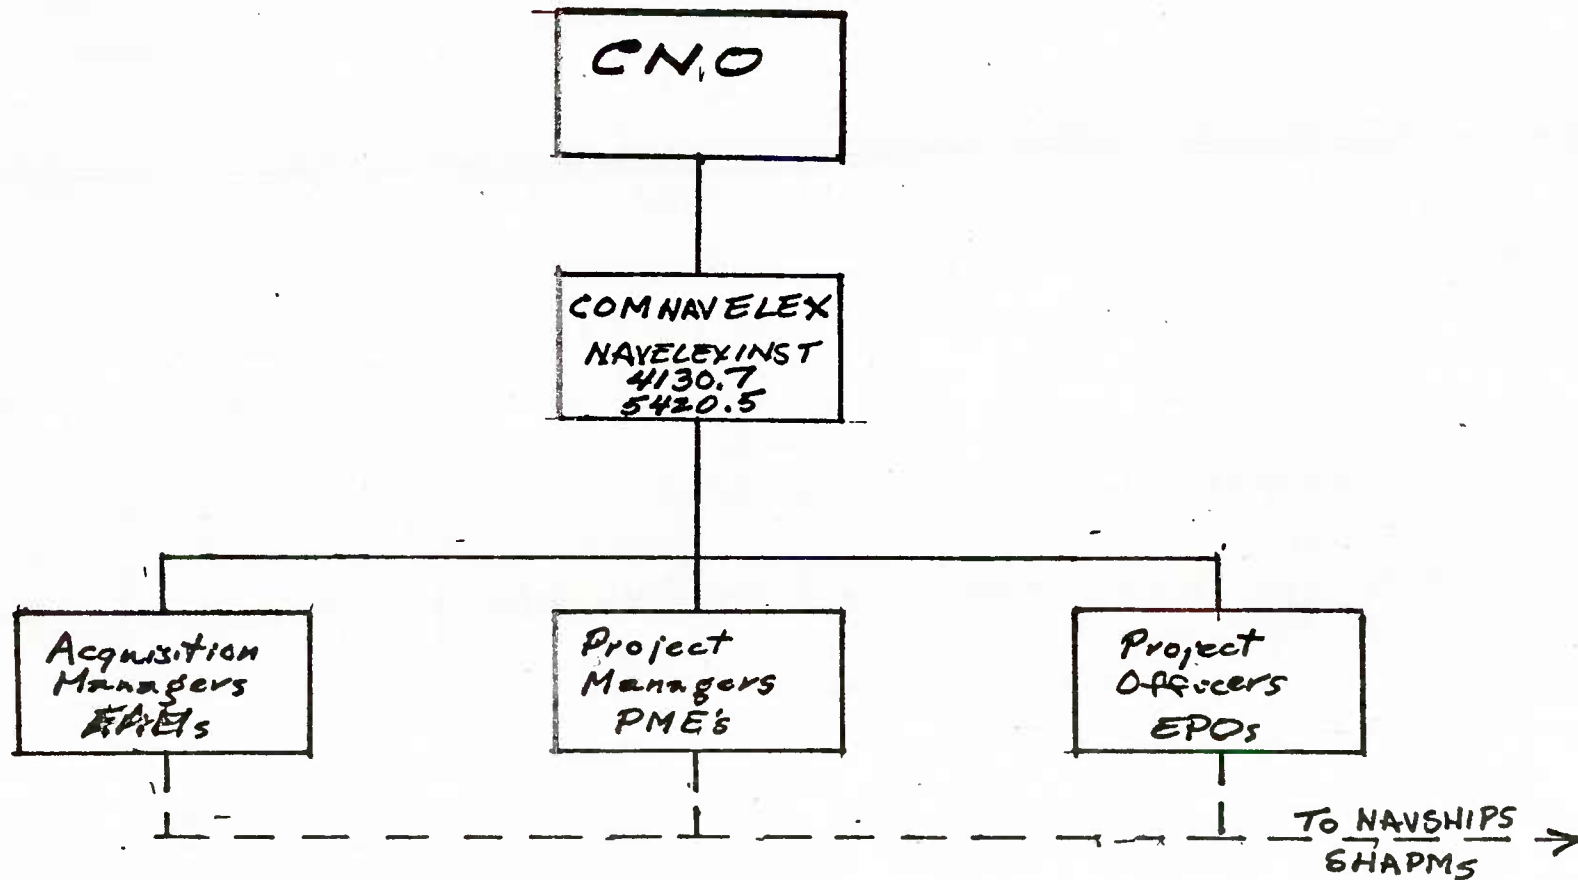 CNO
COMNAVELEX
NAVELEXINST
4130.7
5420.5
Acquisition
Managers
Project
Managers
PME's
Project
Officers
EPOs
TO NAVSHIPS
SHAPMs